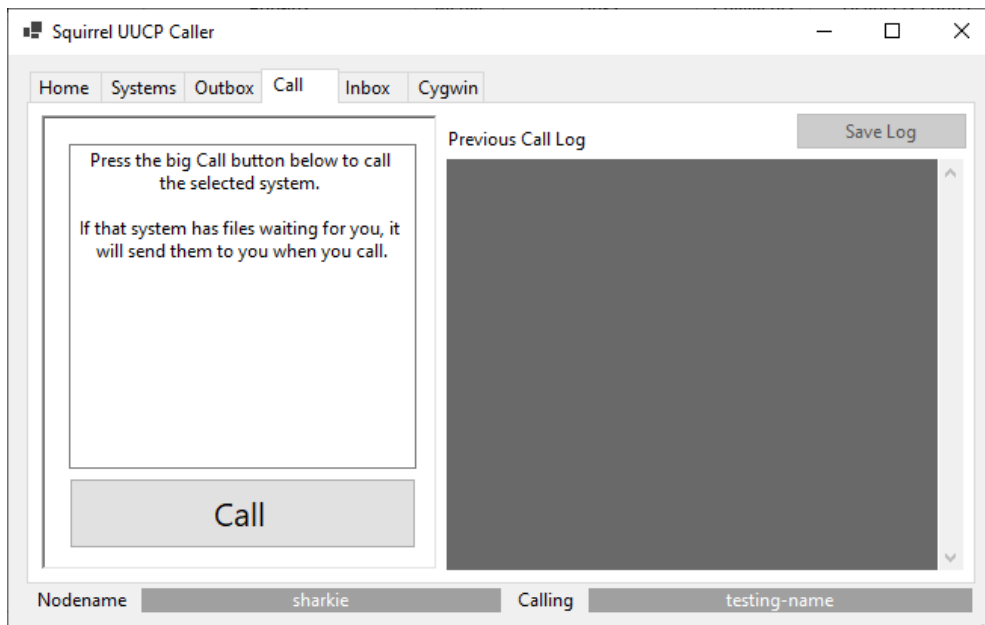 Squirrel UUCP Caller
Home Systems Outbox Call Inbox Cygwin
Press the big Call button below to call
the selected system.
If that system has files waiting for you, it
will send them to you when you call.
Call
Previous Call Log
Save Log
Nodename sharkie Calling testing-name